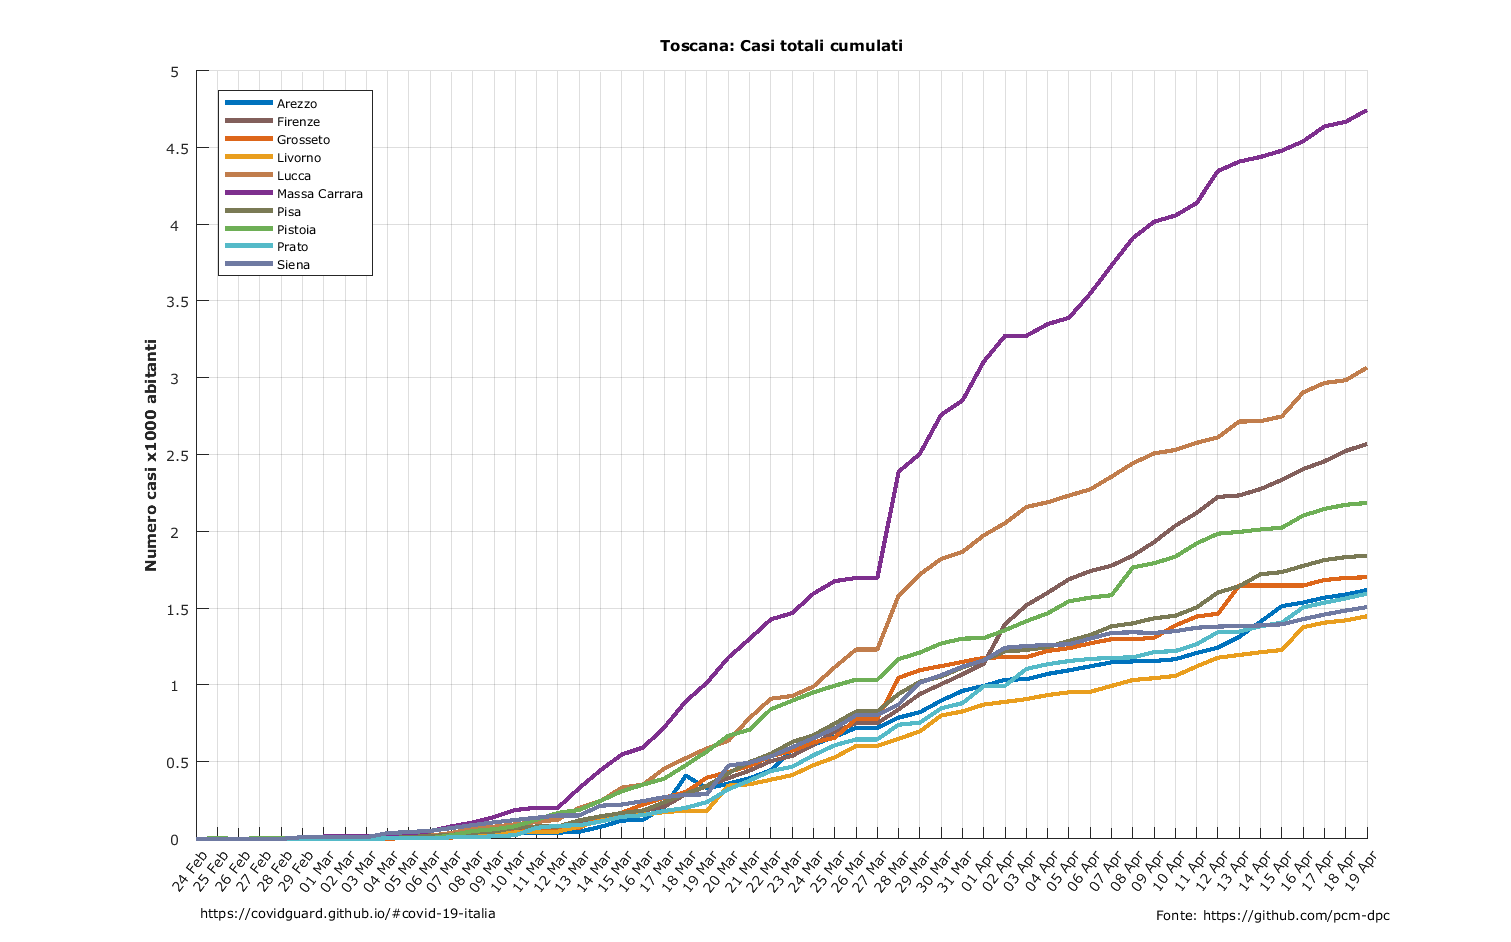 Toscana: Casi totali cumulati
Numero casi x1000 abitanti
5
4.5
4
3.5
3
2.5
2
1.5
1
0.5
0
Arezzo
Firenze
Grosseto
Livorno
Lucca
Massa Carrara
Pisa
Pistoia
Prato
Siena
24 Feb
25 Feb
26 Feb
27 Feb
28 Feb
29 Feb
01 Mar
02 Mar
03 Mar
04 Mar
05 Mar
06 Mar
07 Mar
08 Mar
09 Mar
10 Mar
11 Mar
12 Mar
13 Mar
14 Mar
15 Mar
16 Mar
17 Mar
18 Mar
19 Mar
20 Mar
21 Mar
22 Mar
23 Mar
24 Mar
25 Mar
26 Mar
27 Mar
28 Mar
29 Mar
30 Mar
31 Mar
01 Apr
02 Apr
03 Apr
04 Apr
05 Apr
06 Apr
07 Apr
08 Apr
09 Apr
10 Apr
11 Apr
12 Apr
13 Apr
14 Apr
15 Apr
16 Apr
17 Apr
18 Apr
19 Apr
https://covidguard.github.io/#covid-19-italia
Fonte: https://github.com/pcm-dpc